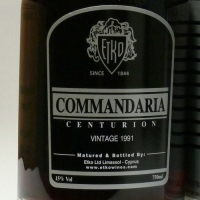 ETKO
SINCE 1844
COMMANDARIA
CENTURION
VINTAGE 1991
Matured & Bottled By:
Etko Ltd Limassol - Cyprus
www.etkowines.com
15% Vol 750ml